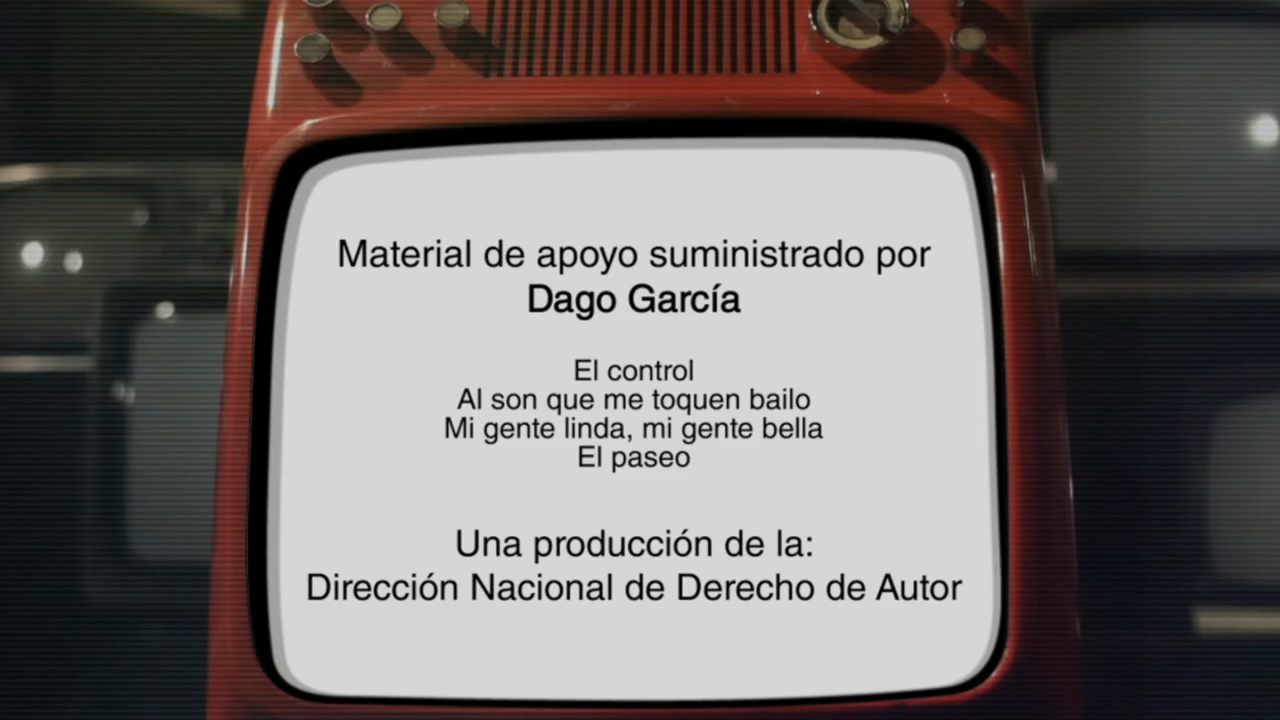 Material de apoyo suministrado por
Dago García
El control
Al son que me toquen bailo
Mi gente linda, mi gente bella
El paseo
Una producción de la:
Dirección Nacional de Derecho de Autor